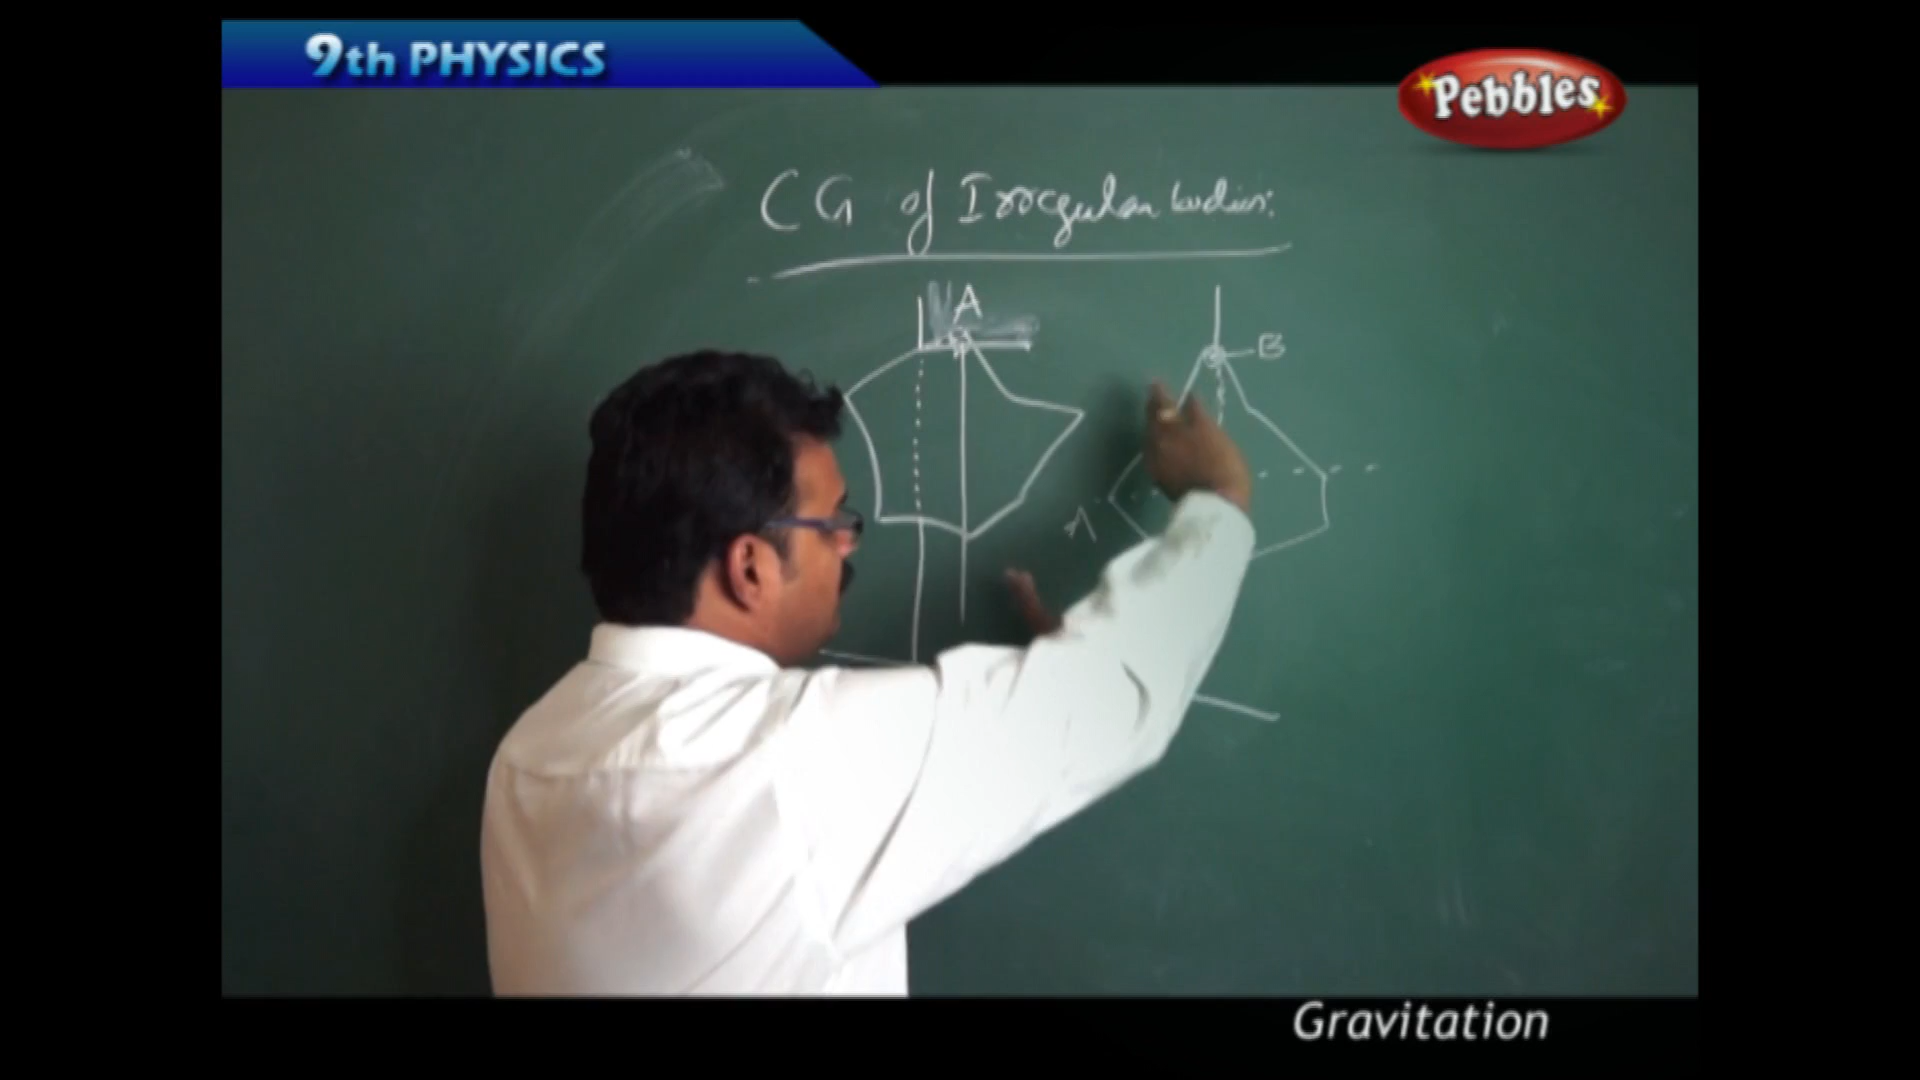 9th PHYSICS
Pebbles
CG of Irregular bodies:
A
B
A
Gravitation